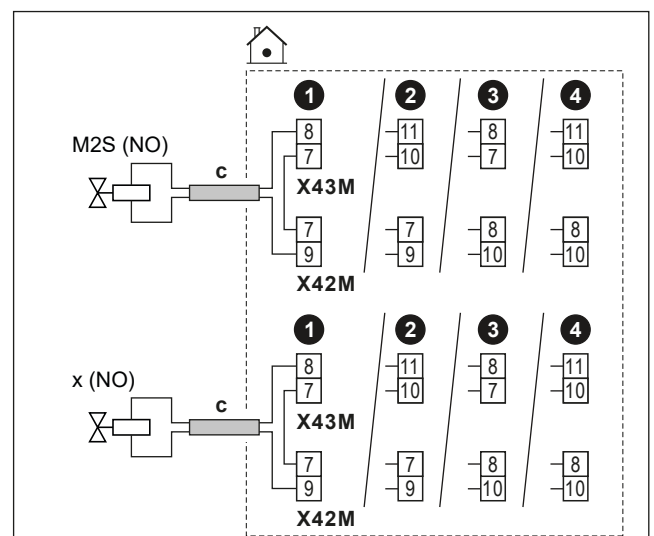 1 2 3 4
M2S (NO)
8 11 8 11
7 10 7 10
c
X43M
7 7 8 8
9 9 10 10
X42M
1 2 3 4
x (NO)
8 11 8 11
7 10 7 10
c
X43M
7 7 8 8
9 9 10 10
X42M